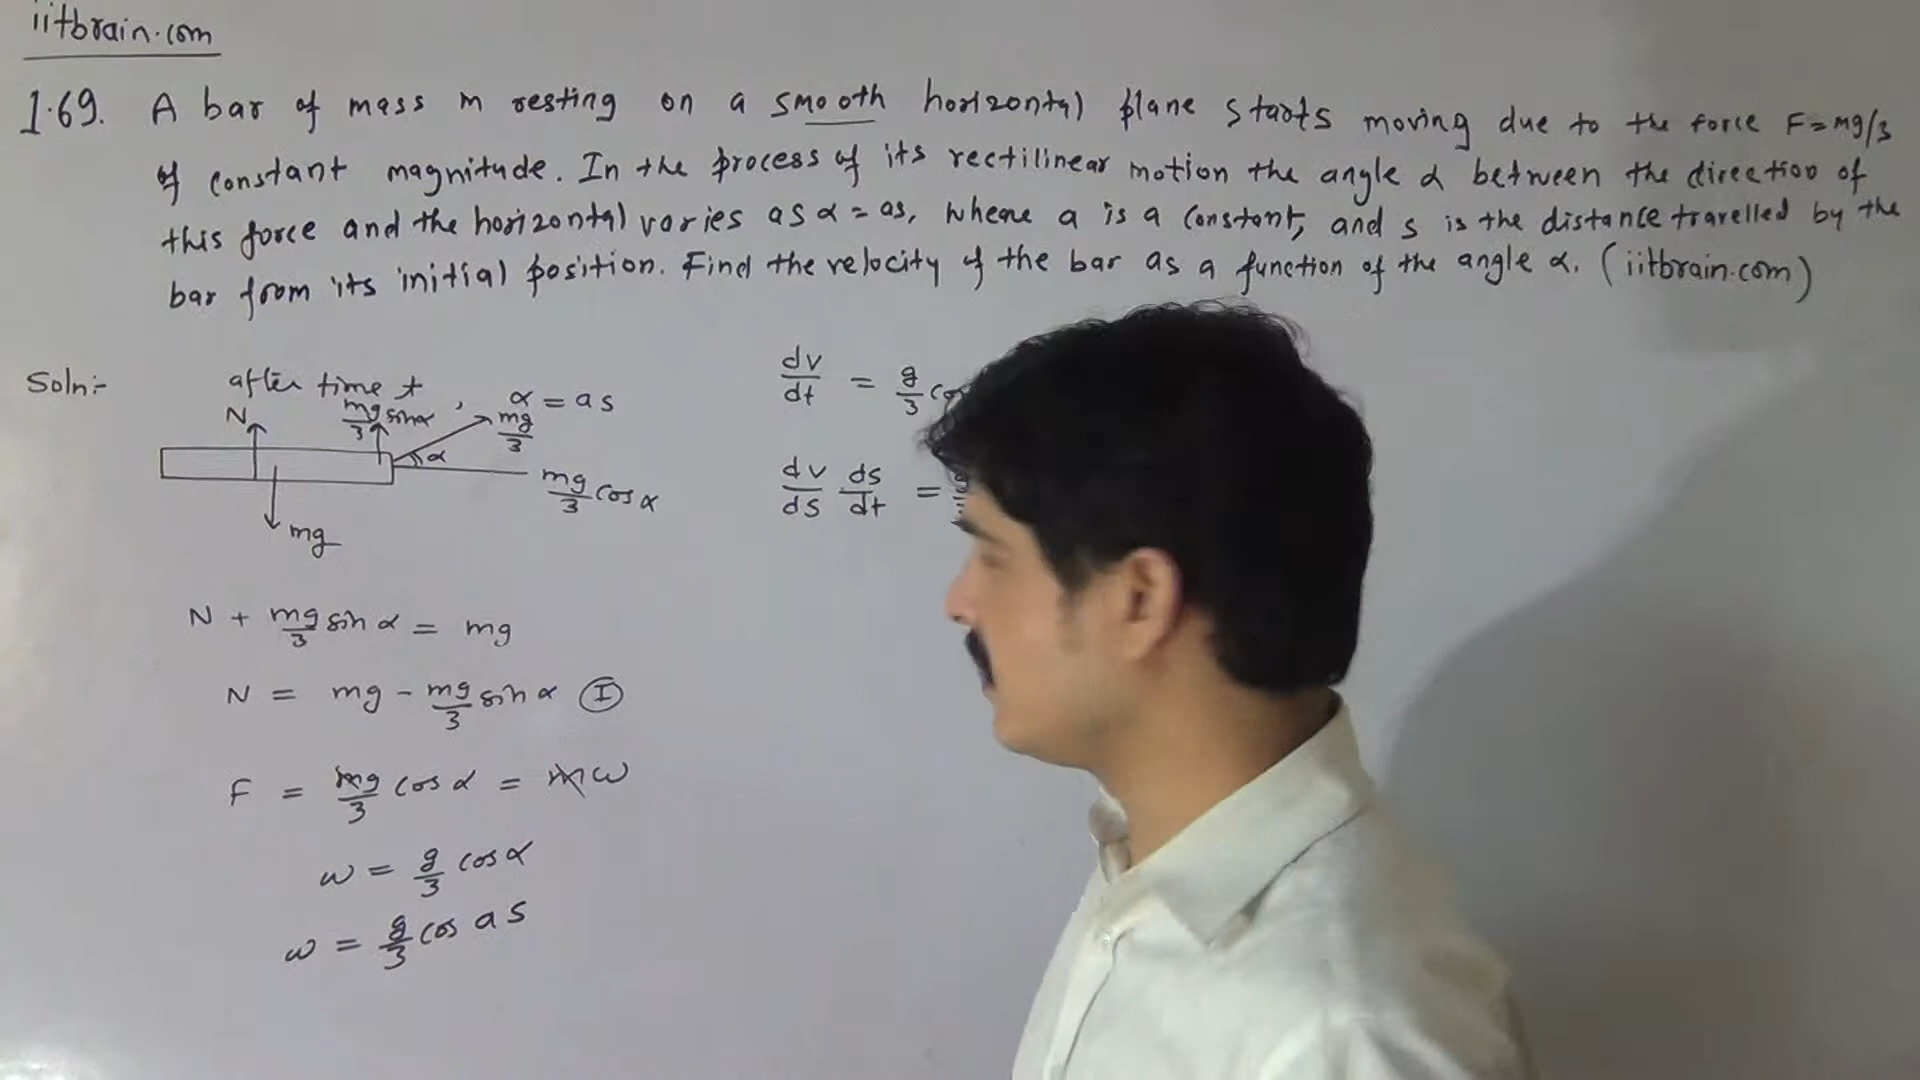 iitbrain.com
1.69. A bar of mass m resting on a smooth horizontal plane starts moving due to the force F = mg/3
of constant magnitude. In the process of its rectilinear motion the angle α between the direction of
this force and the horizontal varies as α = as, where a is a constant, and s is the distance travelled by the
bar from its initial position. Find the velocity of the bar as a function of the angle α. (iitbrain.com)
Soln:-
after time t, α = as
N
mg/3 sinα
mg/3
α
mg/3 cosα
mg
N + mg/3 sin α = mg
N = mg - mg/3 sin α (I)
F = mg/3 cos α = mw
w = g/3 cosα
w = g/3 cos as
dv/dt = g/3
dv/ds ds/dt =